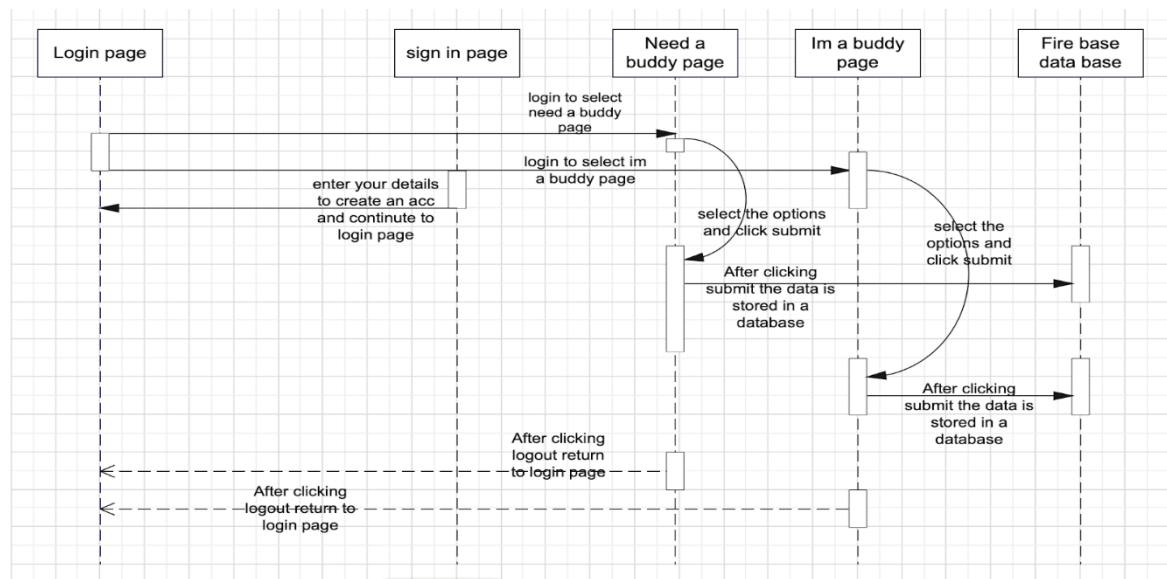 Login page
sign in page
Need a
buddy page
Im a buddy
page
Fire base
data base
login to select
need a buddy
page
login to select im
a buddy page
enter your details
to create an acc
and continute to
login page
select the options
and click submit
select the
options and
click submit
After clicking
submit the data is
stored in a
database
After clicking
submit the data is
stored in a
database
After clicking
logout return
to login page
After clicking
logout return to
login page